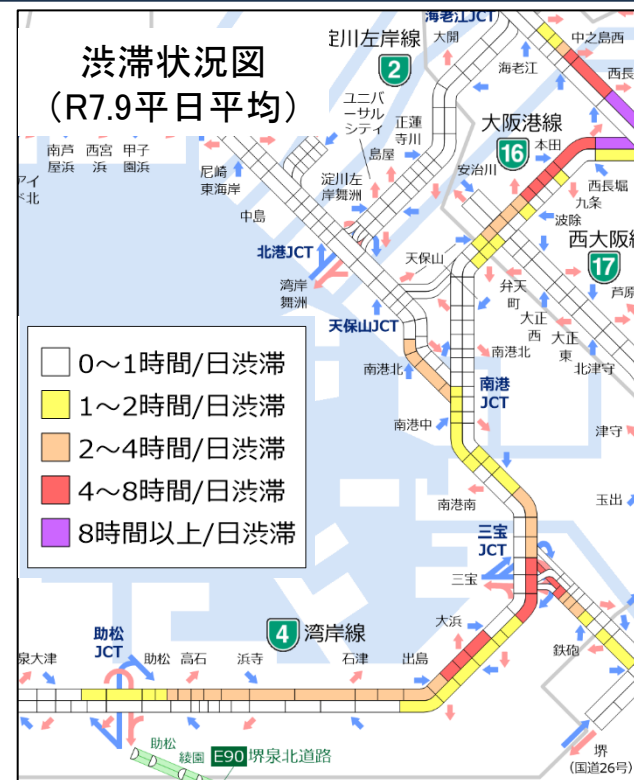 渋滞状況図
（R7.9平日平均）
淀川左岸線
2
大開
海老江JCT
海老江
中之島西
西長
ユニバ
ーサル
シティ
正蓮
寺川
島屋
淀川左
岸舞洲
大阪港線
16
本田
安治川
西長堀
九条
波除
西大阪線
17
南芦
屋浜
西宮
浜
甲子
園浜
アイ
ド北
尼崎
東海岸
中島
北港JCT
湾岸
舞洲
天保山
天保山JCT
弁天
町
大正
西
大正
東
芦原
北津守
津守
玉出
南港北
南港北
南港
JCT
南港中
南港南
0～1時間/日渋滞
1～2時間/日渋滞
2～4時間/日渋滞
4～8時間/日渋滞
8時間以上/日渋滞
三宝
JCT
三宝
大浜
鉄砲
4
湾岸線
助松
JCT
泉大津
助松
高石
浜寺
石津
出島
助松
綾園
E90
堺泉北道路
堺
(国道26号)